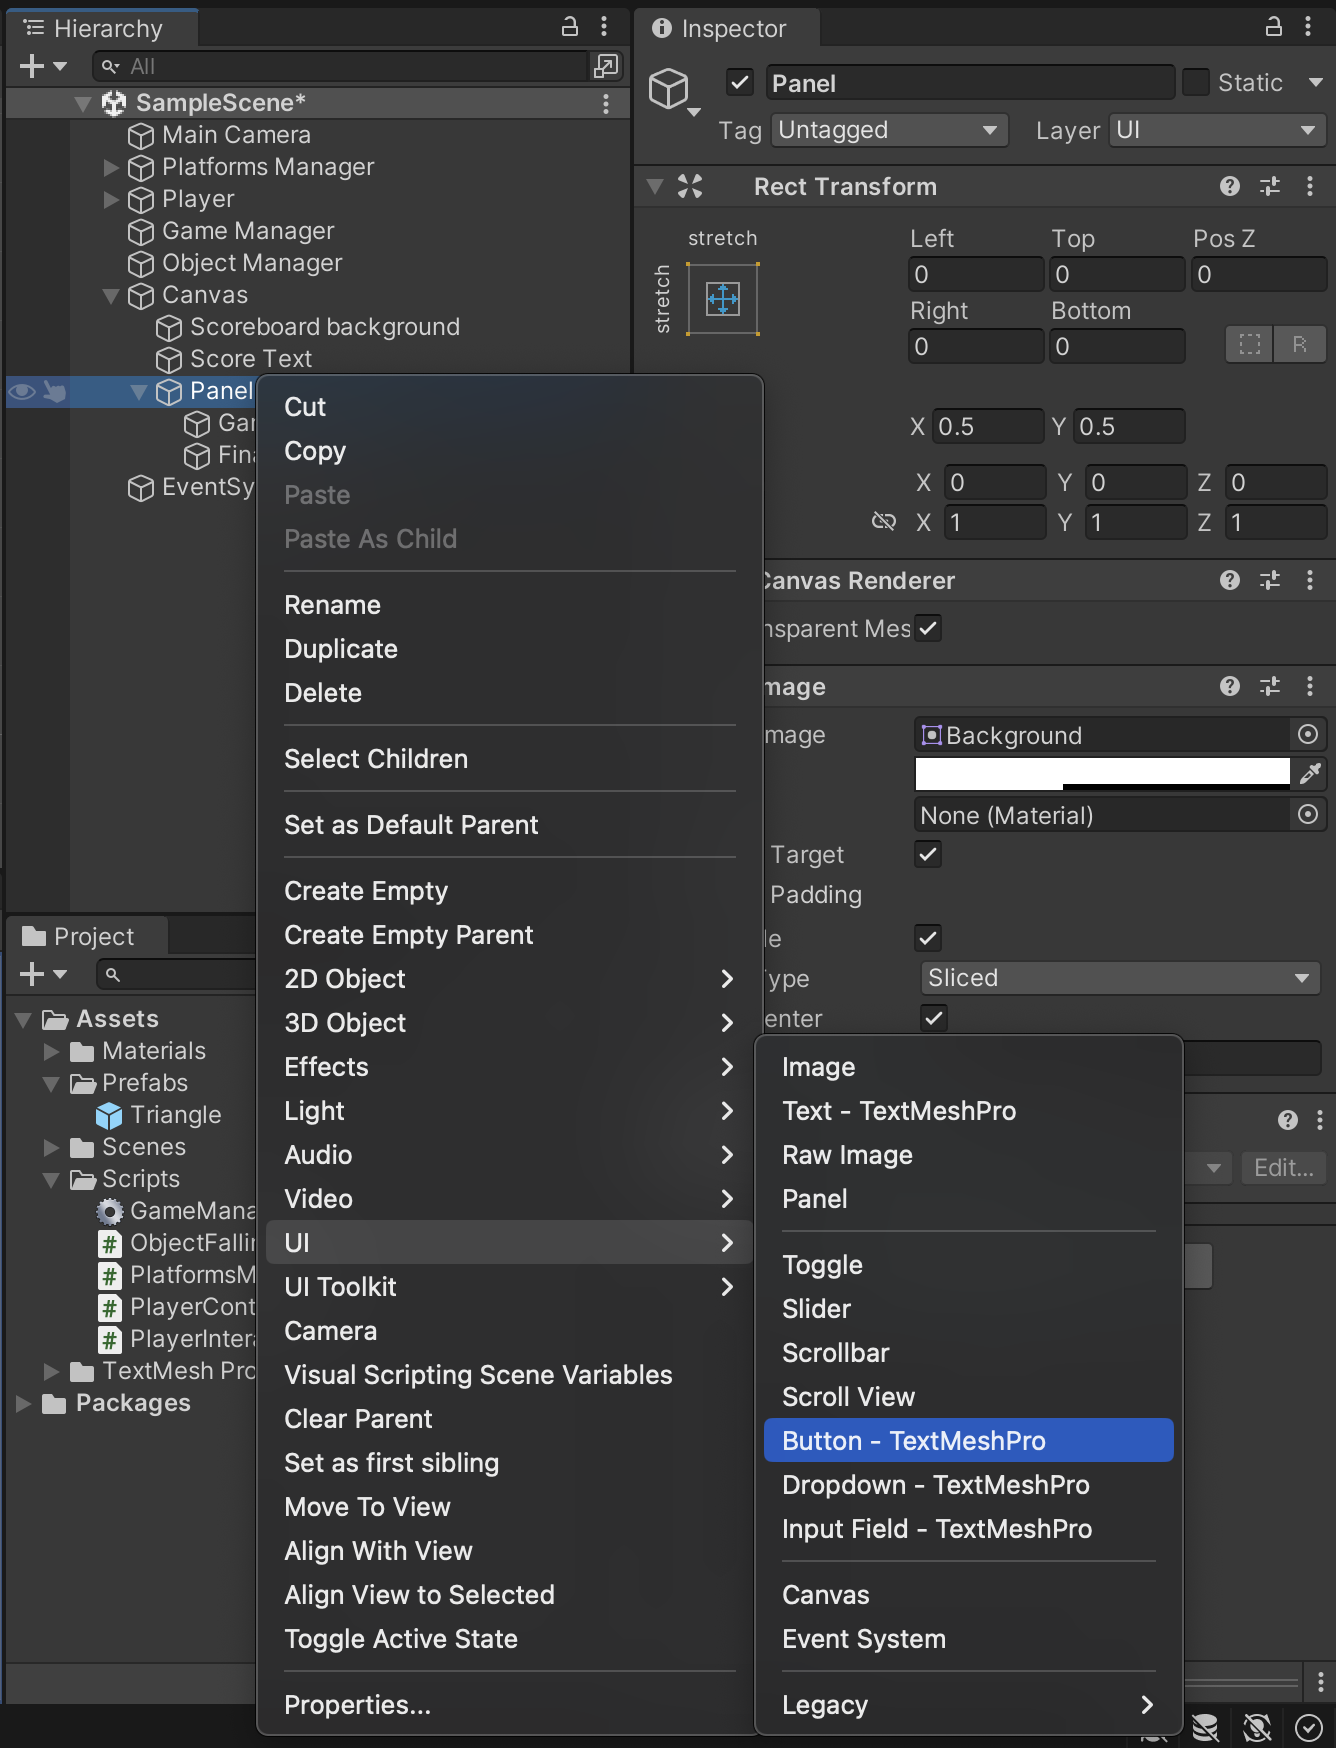 Hierarchy
All
SampleScene*
Main Camera
Platforms Manager
Player
Game Manager
Object Manager
Canvas
Scoreboard background
Score Text
Panel
Gar
Fina
EventSy
Inspector
Panel
Static
Tag Untagged Layer UI
Rect Transform
stretch
stretch
Left Top Pos Z
0 0 0
Right Bottom
0 0
R
X 0.5 Y 0.5
X 0 Y 0 Z 0
X 1 Y 1 Z 1
Canvas Renderer
nsparent Mes
mage
mage Background
None (Material)
Target
Padding
le
ype Sliced
enter
Edit...
Project
Assets
Materials
Prefabs
Triangle
Scenes
Scripts
GameMana
# ObjectFallin
# PlatformsM
# PlayerCont
# PlayerIntera
TextMesh Pro
Packages
Cut
Copy
Paste
Paste As Child
Rename
Duplicate
Delete
Select Children
Set as Default Parent
Create Empty
Create Empty Parent
2D Object
3D Object
Effects
Light
Audio
Video
UI
UI Toolkit
Camera
Visual Scripting Scene Variables
Clear Parent
Set as first sibling
Move To View
Align With View
Align View to Selected
Toggle Active State
Properties...
Image
Text - TextMeshPro
Raw Image
Panel
Toggle
Slider
Scrollbar
Scroll View
Button - TextMeshPro
Dropdown - TextMeshPro
Input Field - TextMeshPro
Canvas
Event System
Legacy